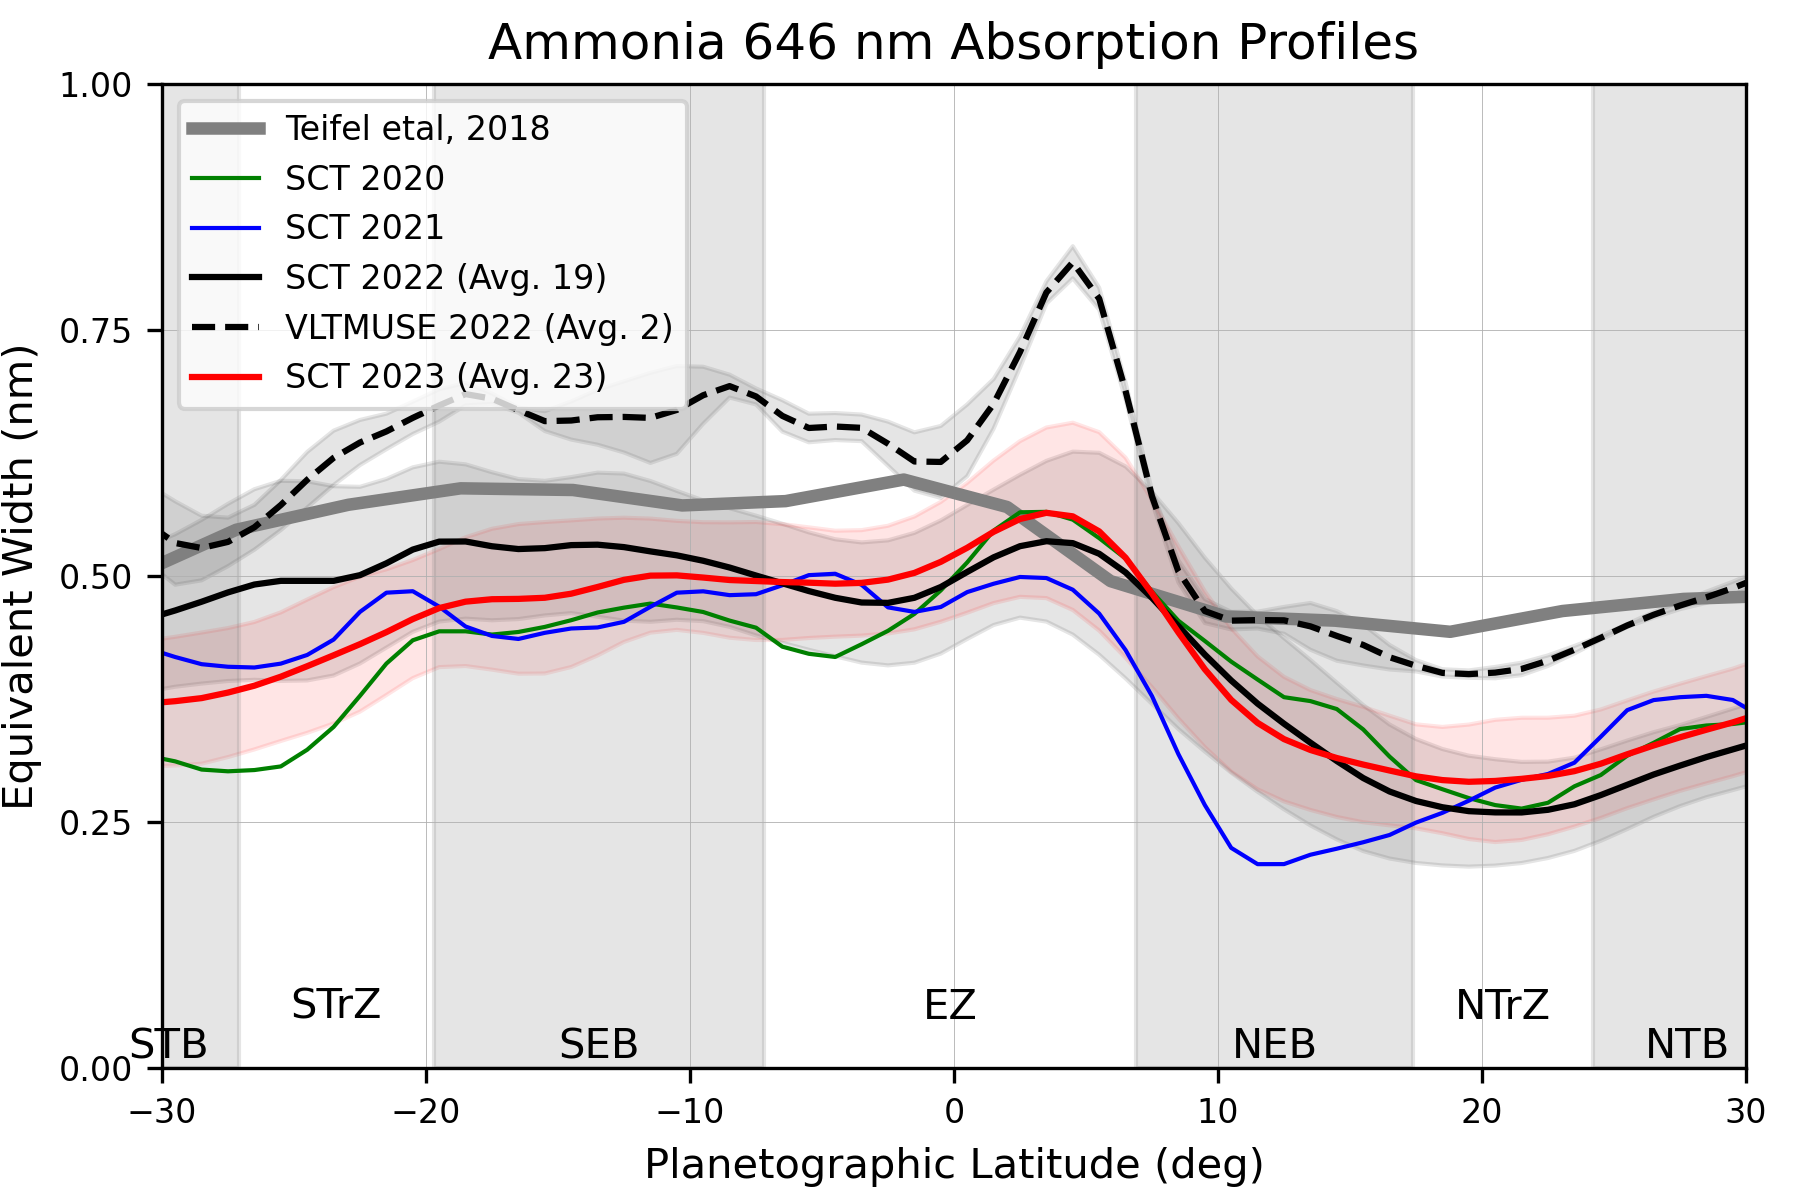 Ammonia 646 nm Absorption Profiles
Equivalent Width (nm)
1.00
0.75
0.50
0.25
0.00
Teifel etal, 2018
SCT 2020
SCT 2021
SCT 2022 (Avg. 19)
VLTMUSE 2022 (Avg. 2)
SCT 2023 (Avg. 23)
STrZ
EZ
NTrZ
STB
SEB
NEB
NTB
−30
−20
−10
0
10
20
30
Planetographic Latitude (deg)